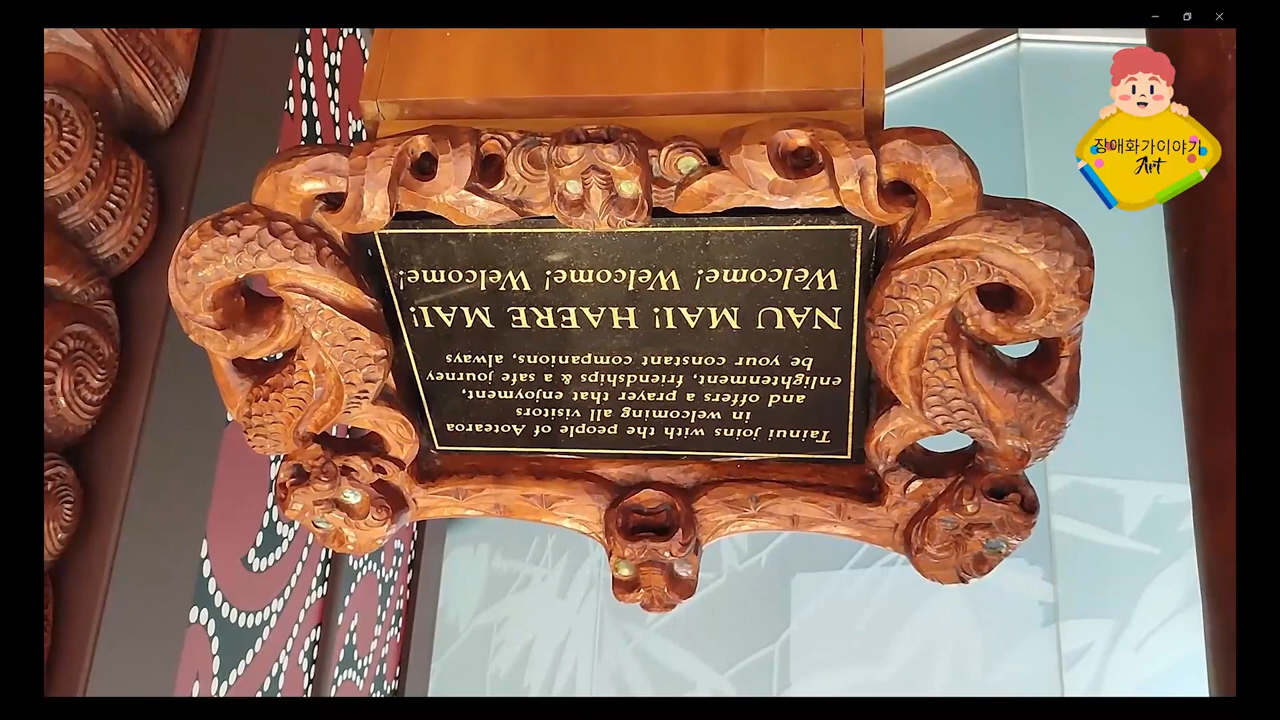 Tainui joins with the people of Aotearoa
in welcoming all visitors
and offers a prayer that enjoyment,
enlightenment, friendships & a safe journey
be your constant companions, always
NAU MAI! HAERE MAI!
Welcome! Welcome! Welcome!
장애화가이야기
Art